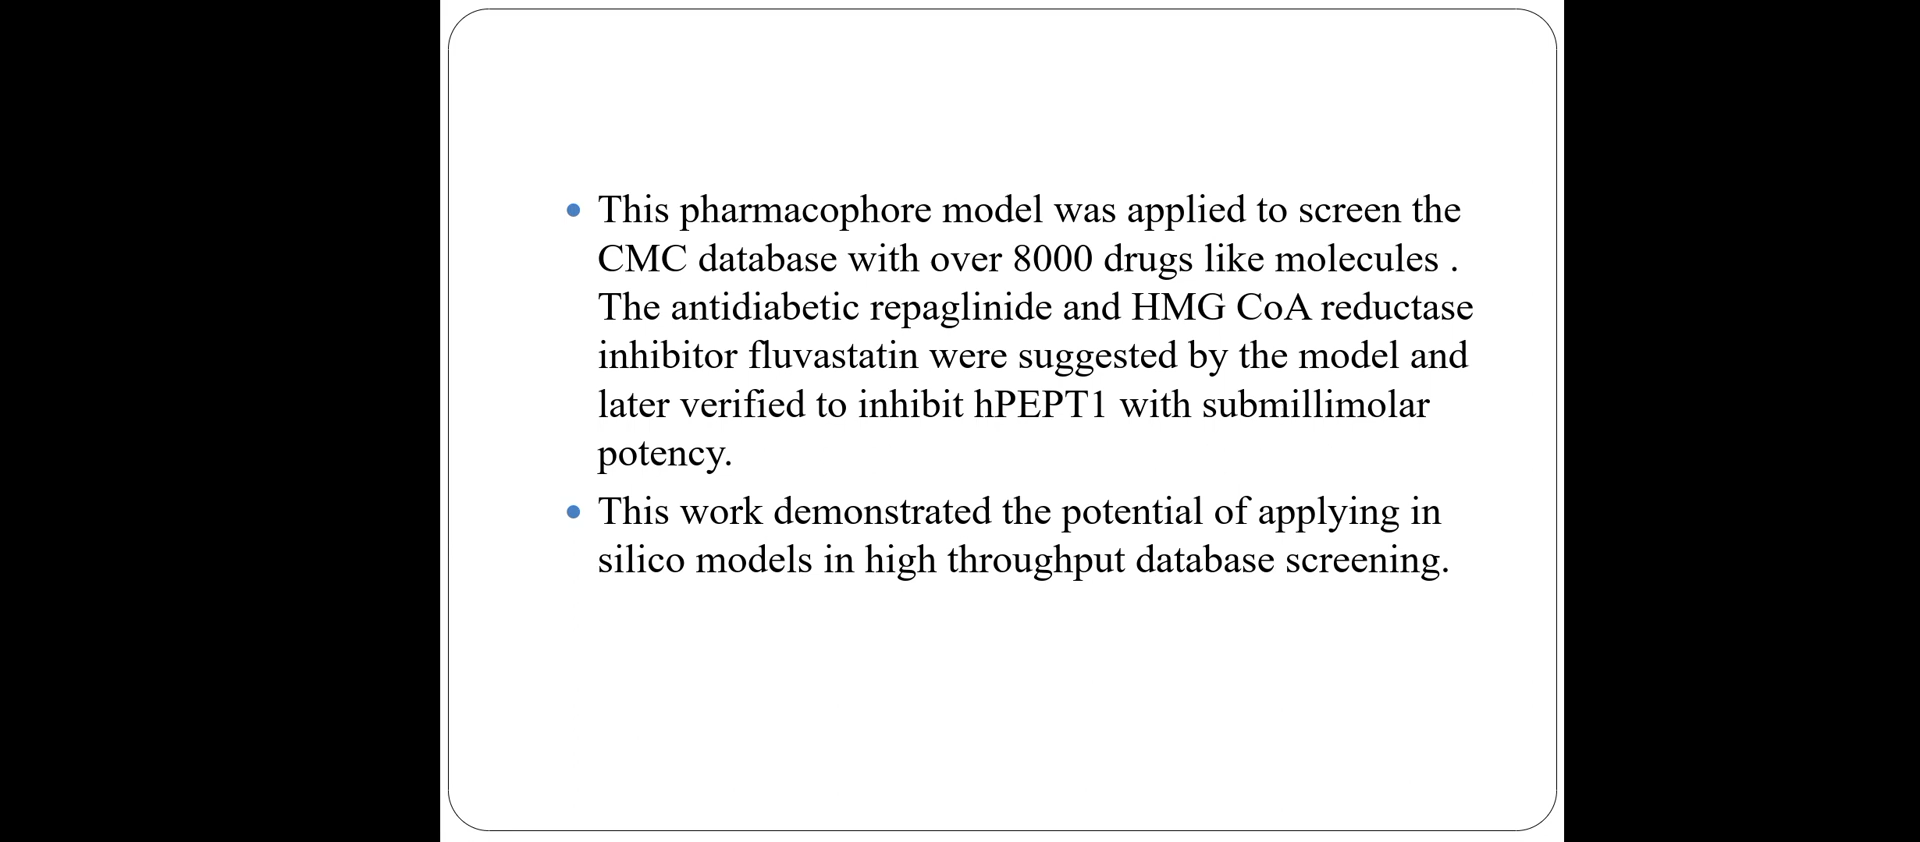 • This pharmacophore model was applied to screen the
CMC database with over 8000 drugs like molecules .
The antidiabetic repaglinide and HMG CoA reductase
inhibitor fluvastatin were suggested by the model and
later verified to inhibit hPEPT1 with submillimolar
potency.
• This work demonstrated the potential of applying in
silico models in high throughput database screening.